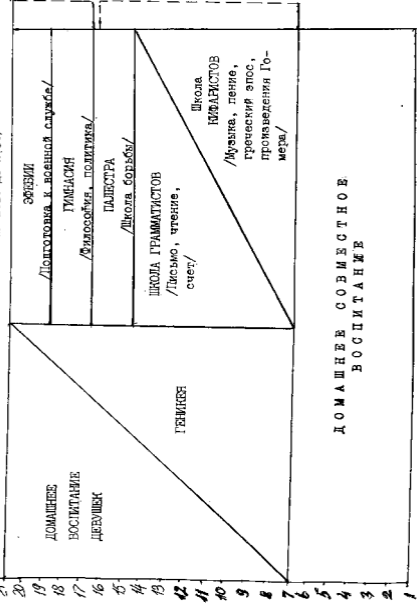 ЭФЕБИИ
/Подготовка к военной службе/
ГИМНАСИЯ
/Философия, политика/
ПАЛЕСТРА
/Школа борьбы/
ШКОЛА ГРАММАТИСТОВ
/Письмо, чтение,
счет/
Школа
КИФАРИСТОВ
/Музыка, пение,
греческий эпос,
произведения Го-
мера/
ДОМАШНЕЕ
ВОСПИТАНИЕ
ДЕВУШЕК
ГЕНИКЕЯ
ДОМАШНЕЕ СОВМЕСТНОЕ
ВОСПИТАНИЕ
21
20
19
18
17
16
15
14
13
12
11
10
9
8
7
6
5
4
3
2
1